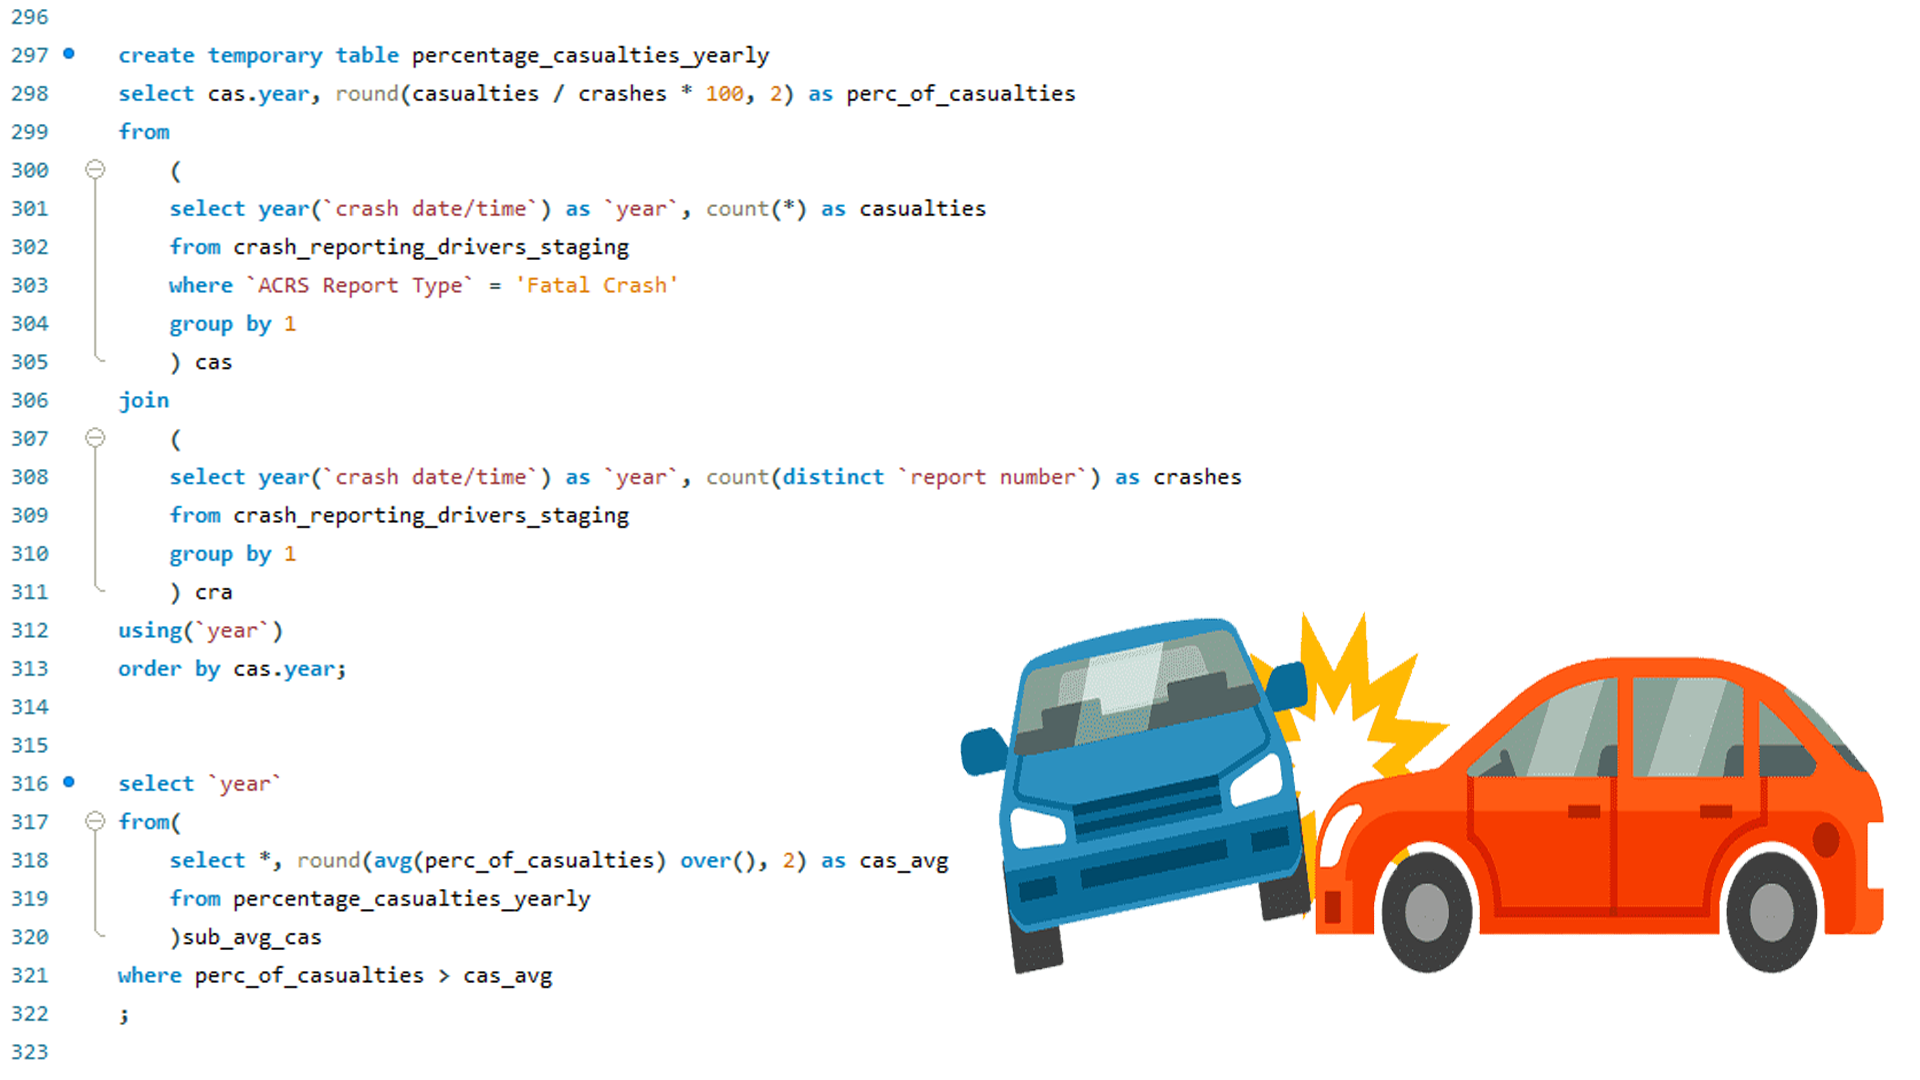 296
297 create temporary table percentage_casualties_yearly
298 select cas.year, round(casualties / crashes * 100, 2) as perc_of_casualties
299 from
300 (
301 select year(`crash date/time`) as `year`, count(*) as casualties
302 from crash_reporting_drivers_staging
303 where `ACRS Report Type` = 'Fatal Crash'
304 group by 1
305 ) cas
306 join
307 (
308 select year(`crash date/time`) as `year`, count(distinct `report number`) as crashes
309 from crash_reporting_drivers_staging
310 group by 1
311 ) cra
312 using(`year`)
313 order by cas.year;
314
315
316 select `year`
317 from(
318 select *, round(avg(perc_of_casualties) over(), 2) as cas_avg
319 from percentage_casualties_yearly
320 )sub_avg_cas
321 where perc_of_casualties > cas_avg
322 ;
323